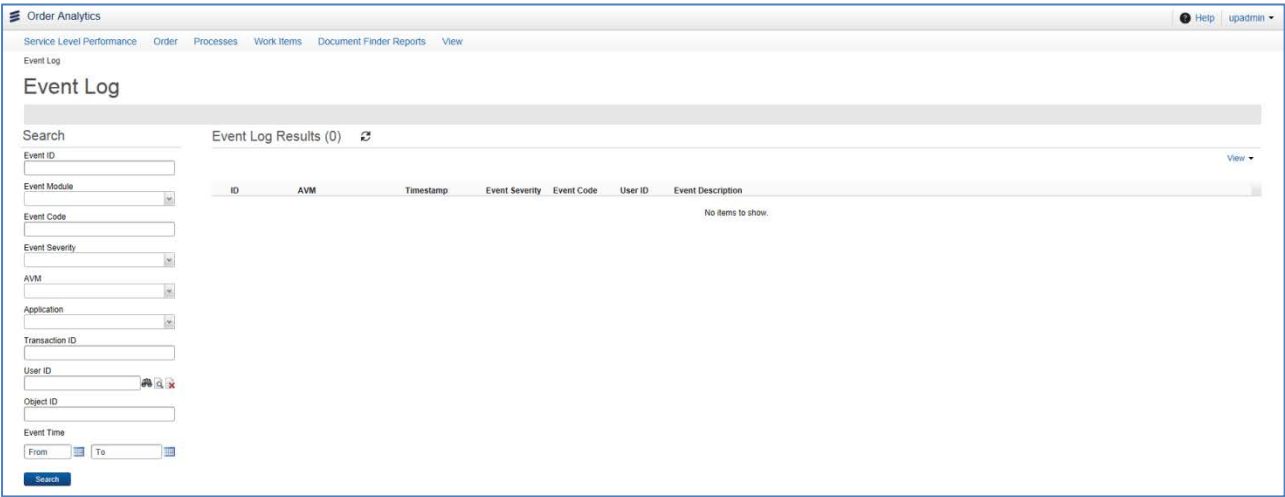 Order Analytics
Help upadmin
Service Level Performance Order Processes Work Items Document Finder Reports View
Event Log
Event Log
Search
Event Log Results (0)
Event ID
View
Event Module
ID AVM Timestamp Event Severity Event Code User ID Event Description
No items to show.
Event Code
Event Severity
AVM
Application
Transaction ID
User ID
Object ID
Event Time
From To
Search